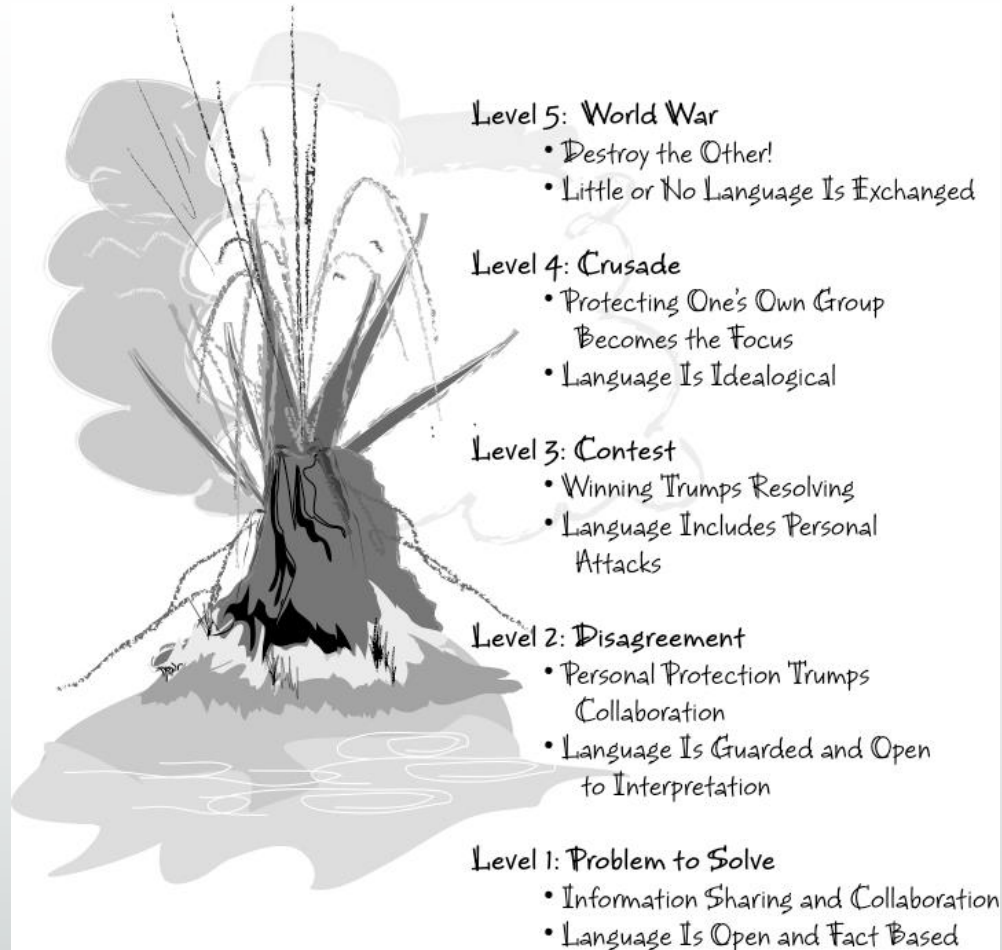 Level 5: World War
• Destroy the Other!
• Little or No Language Is Exchanged
Level 4: Crusade
• Protecting One's Own Group
Becomes the Focus
• Language Is Idealogical
Level 3: Contest
• Winning Trumps Resolving
• Language Includes Personal
Attacks
Level 2: Disagreement
• Personal Protection Trumps
Collaboration
• Language Is Guarded and Open
to Interpretation
Level 1: Problem to Solve
• Information Sharing and Collaboration
• Language Is Open and Fact Based